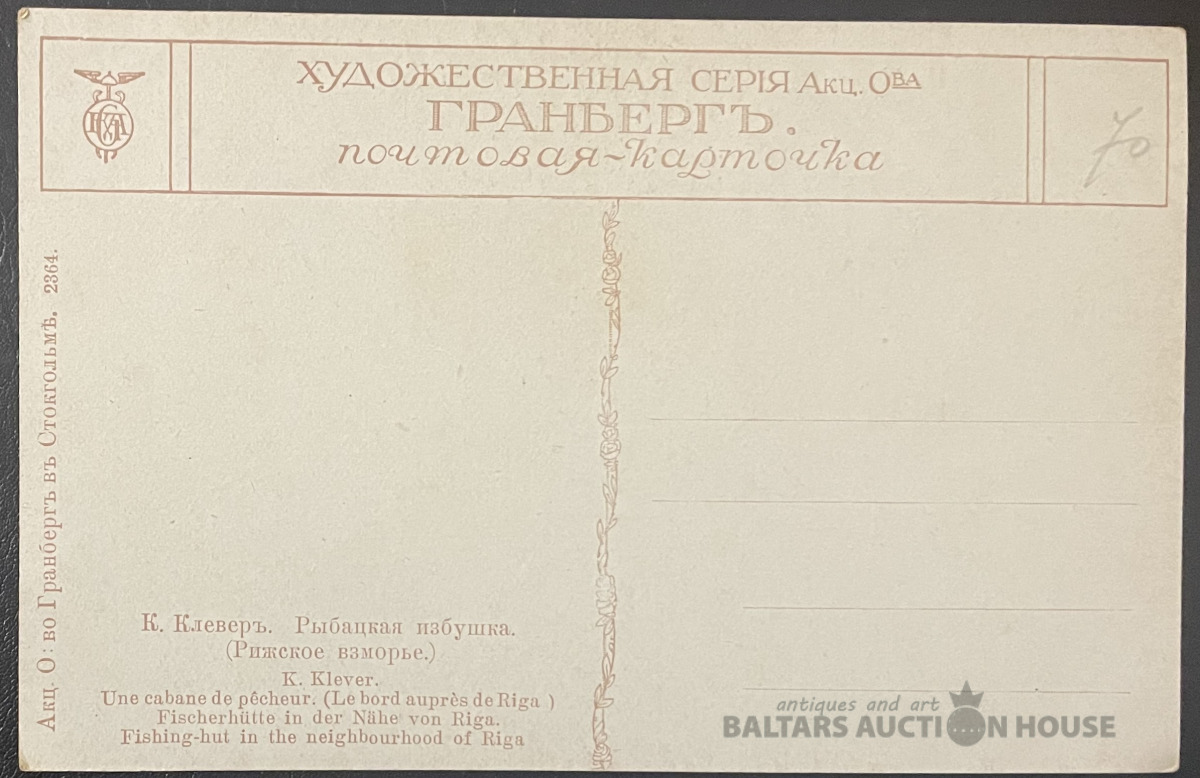 ХУДОЖЕСТВЕННАЯ СЕРІЯ Акц. Ова
ГРАНБЕРГЪ.
почтовая-карточка
70
Акц. О: во Гранбергъ въ Стокгольмѣ. 2364.
К. Клеверъ. Рыбацкая избушка.
(Рижское взморье.)
K. Klever.
Une cabane de pêcheur. (Le bord auprès de Riga )
Fischerhütte in der Nähe von Riga.
Fishing-hut in the neighbourhood of Riga
antiques and art
BALTARS AUCTION HOUSE